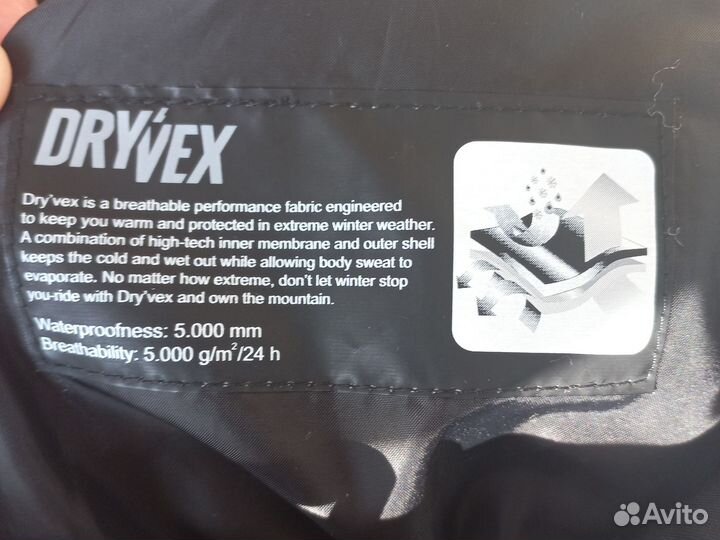 DRY'VEX
Dry'vex is a breathable performance fabric engineered
to keep you warm and protected in extreme winter weather.
A combination of high-tech inner membrane and outer shell
keeps the cold and wet out while allowing body sweat to
evaporate. No matter how extreme, don't let winter stop
you-ride with Dry'vex and own the mountain.
Waterproofness: 5.000 mm
Breathability: 5.000 g/m²/24 h
Avito